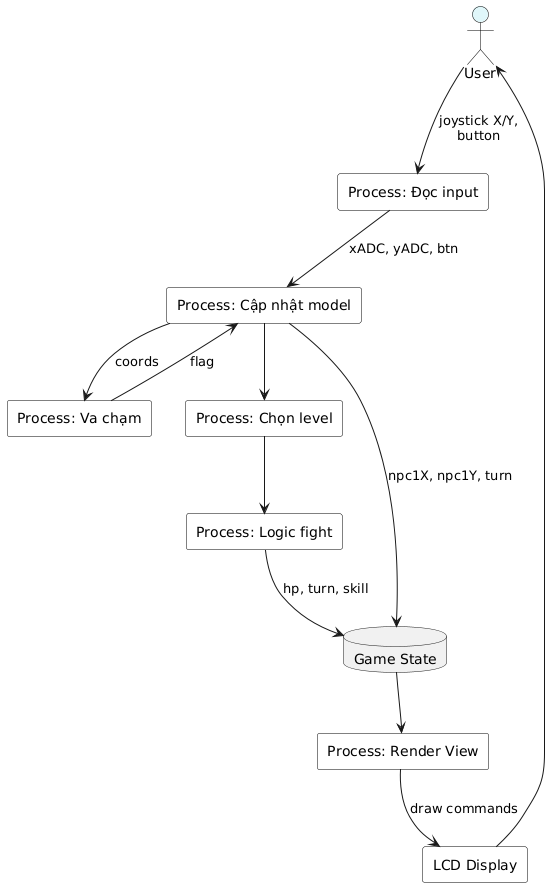 User
joystick X/Y,
button
Process: Đọc input
xADC, yADC, btn
Process: Cập nhật model
coords
flag
Process: Va chạm
Process: Chọn level
npc1X, npc1Y, turn
Process: Logic fight
hp, turn, skill
Game State
Process: Render View
draw commands
LCD Display